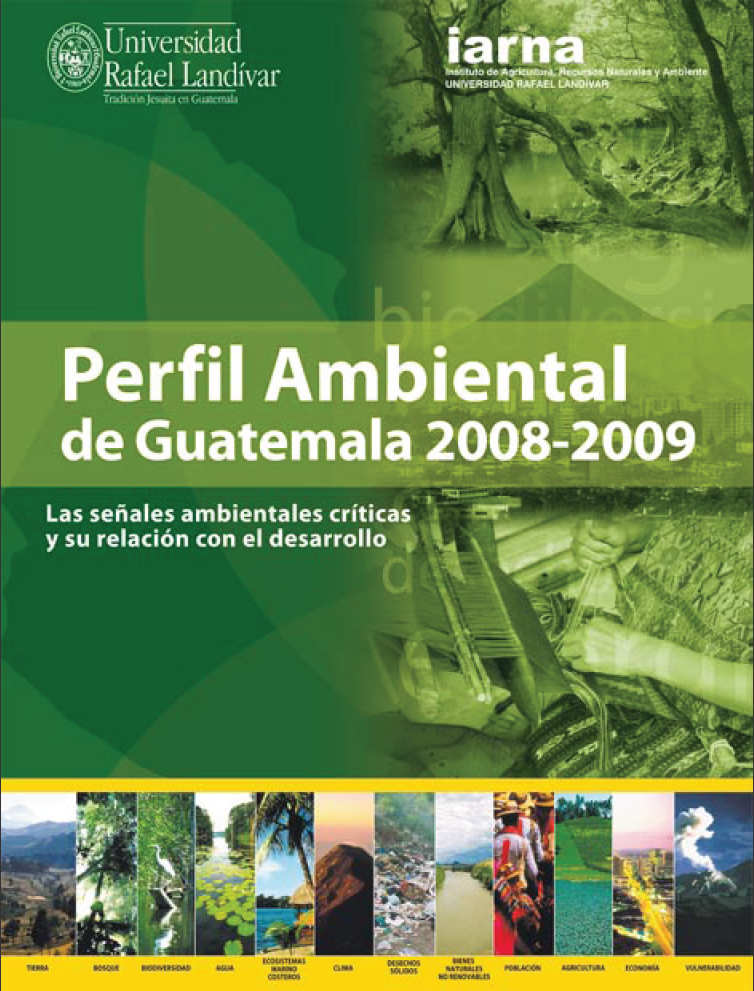 Universidad
Rafael Landívar
Tradición Jesuita en Guatemala
iarna
Instituto de Agricultura, Recursos Naturales y Ambiente
UNIVERSIDAD RAFAEL LANDÍVAR
biodiversid
Perfil Ambiental
de Guatemala 2008-2009
Las señales ambientales críticas
y su relación con el desarrollo
TIERRA
BOSQUE
BIODIVERSIDAD
AGUA
ECOSISTEMAS
MARINO
COSTEROS
CLIMA
DESECHOS
SÓLIDOS
BIENES
NATURALES
NO RENOVABLES
POBLACIÓN
AGRICULTURA
ECONOMÍA
VULNERABILIDAD